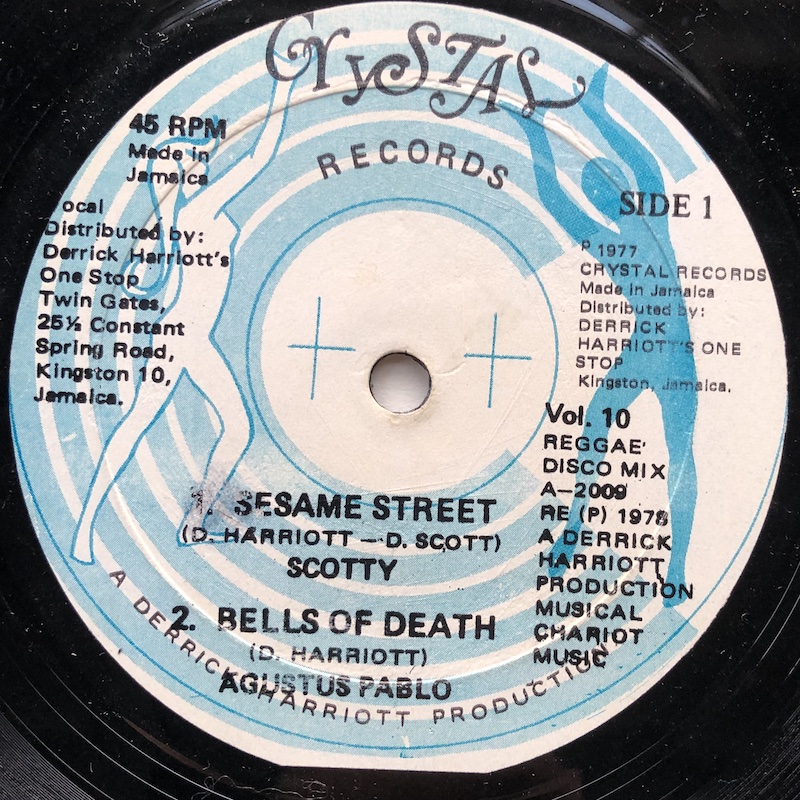 CRYSTAL
RECORDS
45 RPM
Made in
Jamaica
ocal
Distributed by:
Derrick Harriott's
One Stop
Twin Gates,
25½ Constant
Spring Road,
Kingston 10,
Jamaica.
SIDE 1
P 1977
CRYSTAL RECORDS
Made in Jamaica
Distributed by:
DERRICK
HARRIOTT'S ONE
STOP
Kingston, Jamaica.
Vol. 10
REGGAE'
DISCO MIX
A-2009
RE (P) 1978
A DERRICK
HARRIOTT
PRODUCTION
MUSICAL
CHARIOT
MUSIC
1. SESAME STREET
(D. HARRIOTT - D. SCOTT)
SCOTTY
2. BELLS OF DEATH
(D. HARRIOTT)
AGUSTUS PABLO
A DERRICK HARRIOTT PRODUCTION